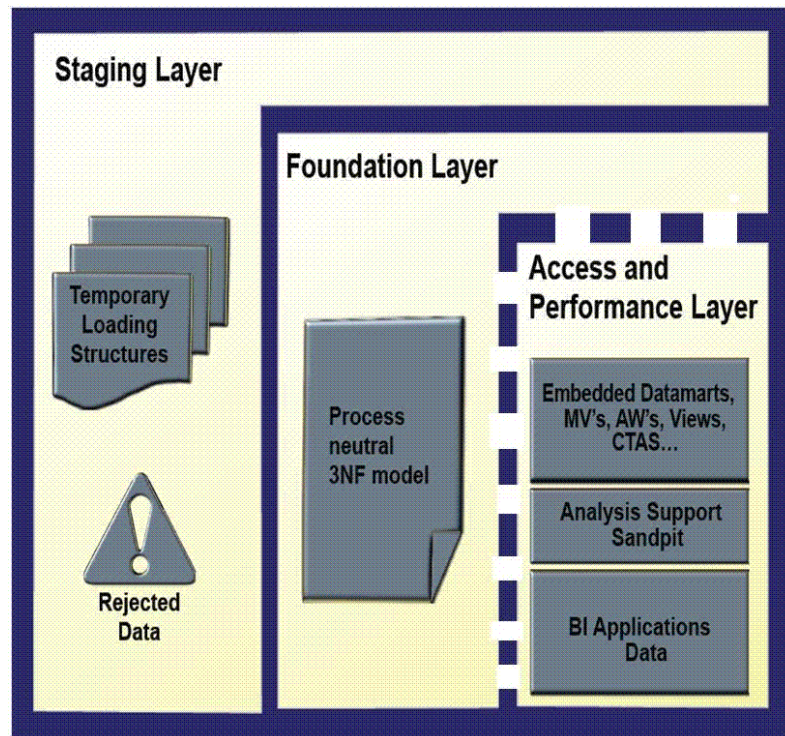 Staging Layer
Temporary
Loading
Structures
Rejected
Data
Foundation Layer
Process
neutral
3NF model
Access and
Performance Layer
Embedded Datamarts,
MV's, AW's, Views,
CTAS...
Analysis Support
Sandpit
BI Applications
Data